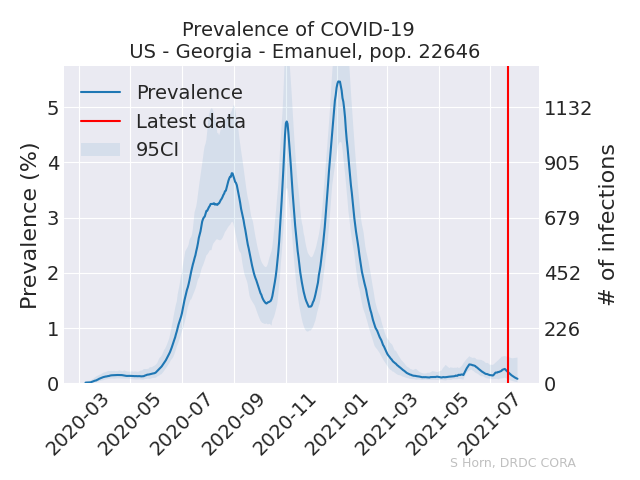 Prevalence of COVID-19
US - Georgia - Emanuel, pop. 22646
Prevalence
Latest data
95CI
Prevalence (%)
5
4
3
2
1
0
1132
905
679
452
226
0
# of infections
2020-03
2020-05
2020-07
2020-09
2020-11
2021-01
2021-03
2021-05
2021-07
S Horn, DRDC CORA